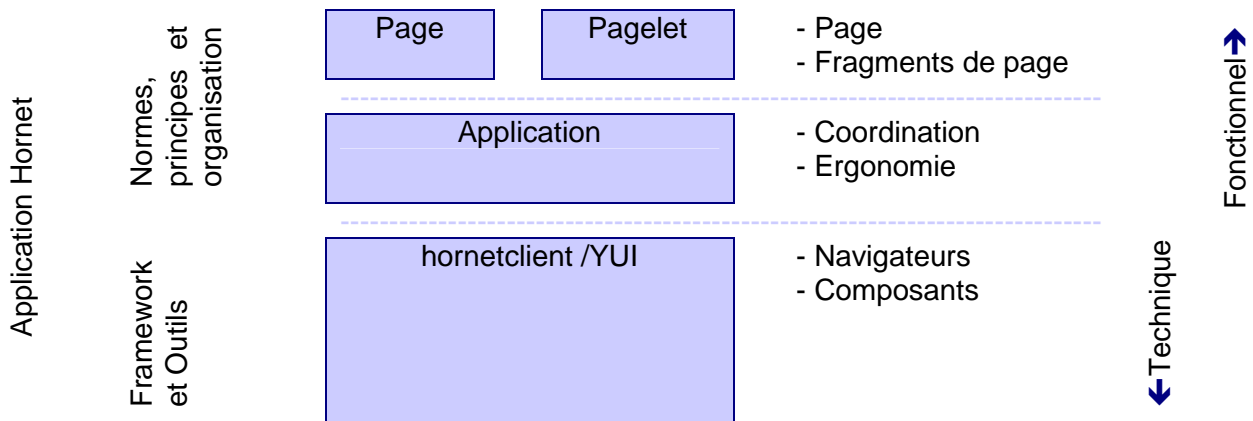 Application Hornet
Normes,
principes et
organisation
Page
Pagelet
- Page
- Fragments de page
Fonctionnel→
Application
- Coordination
- Ergonomie
Framework
et Outils
hornetclient /YUI
- Navigateurs
- Composants
←Technique